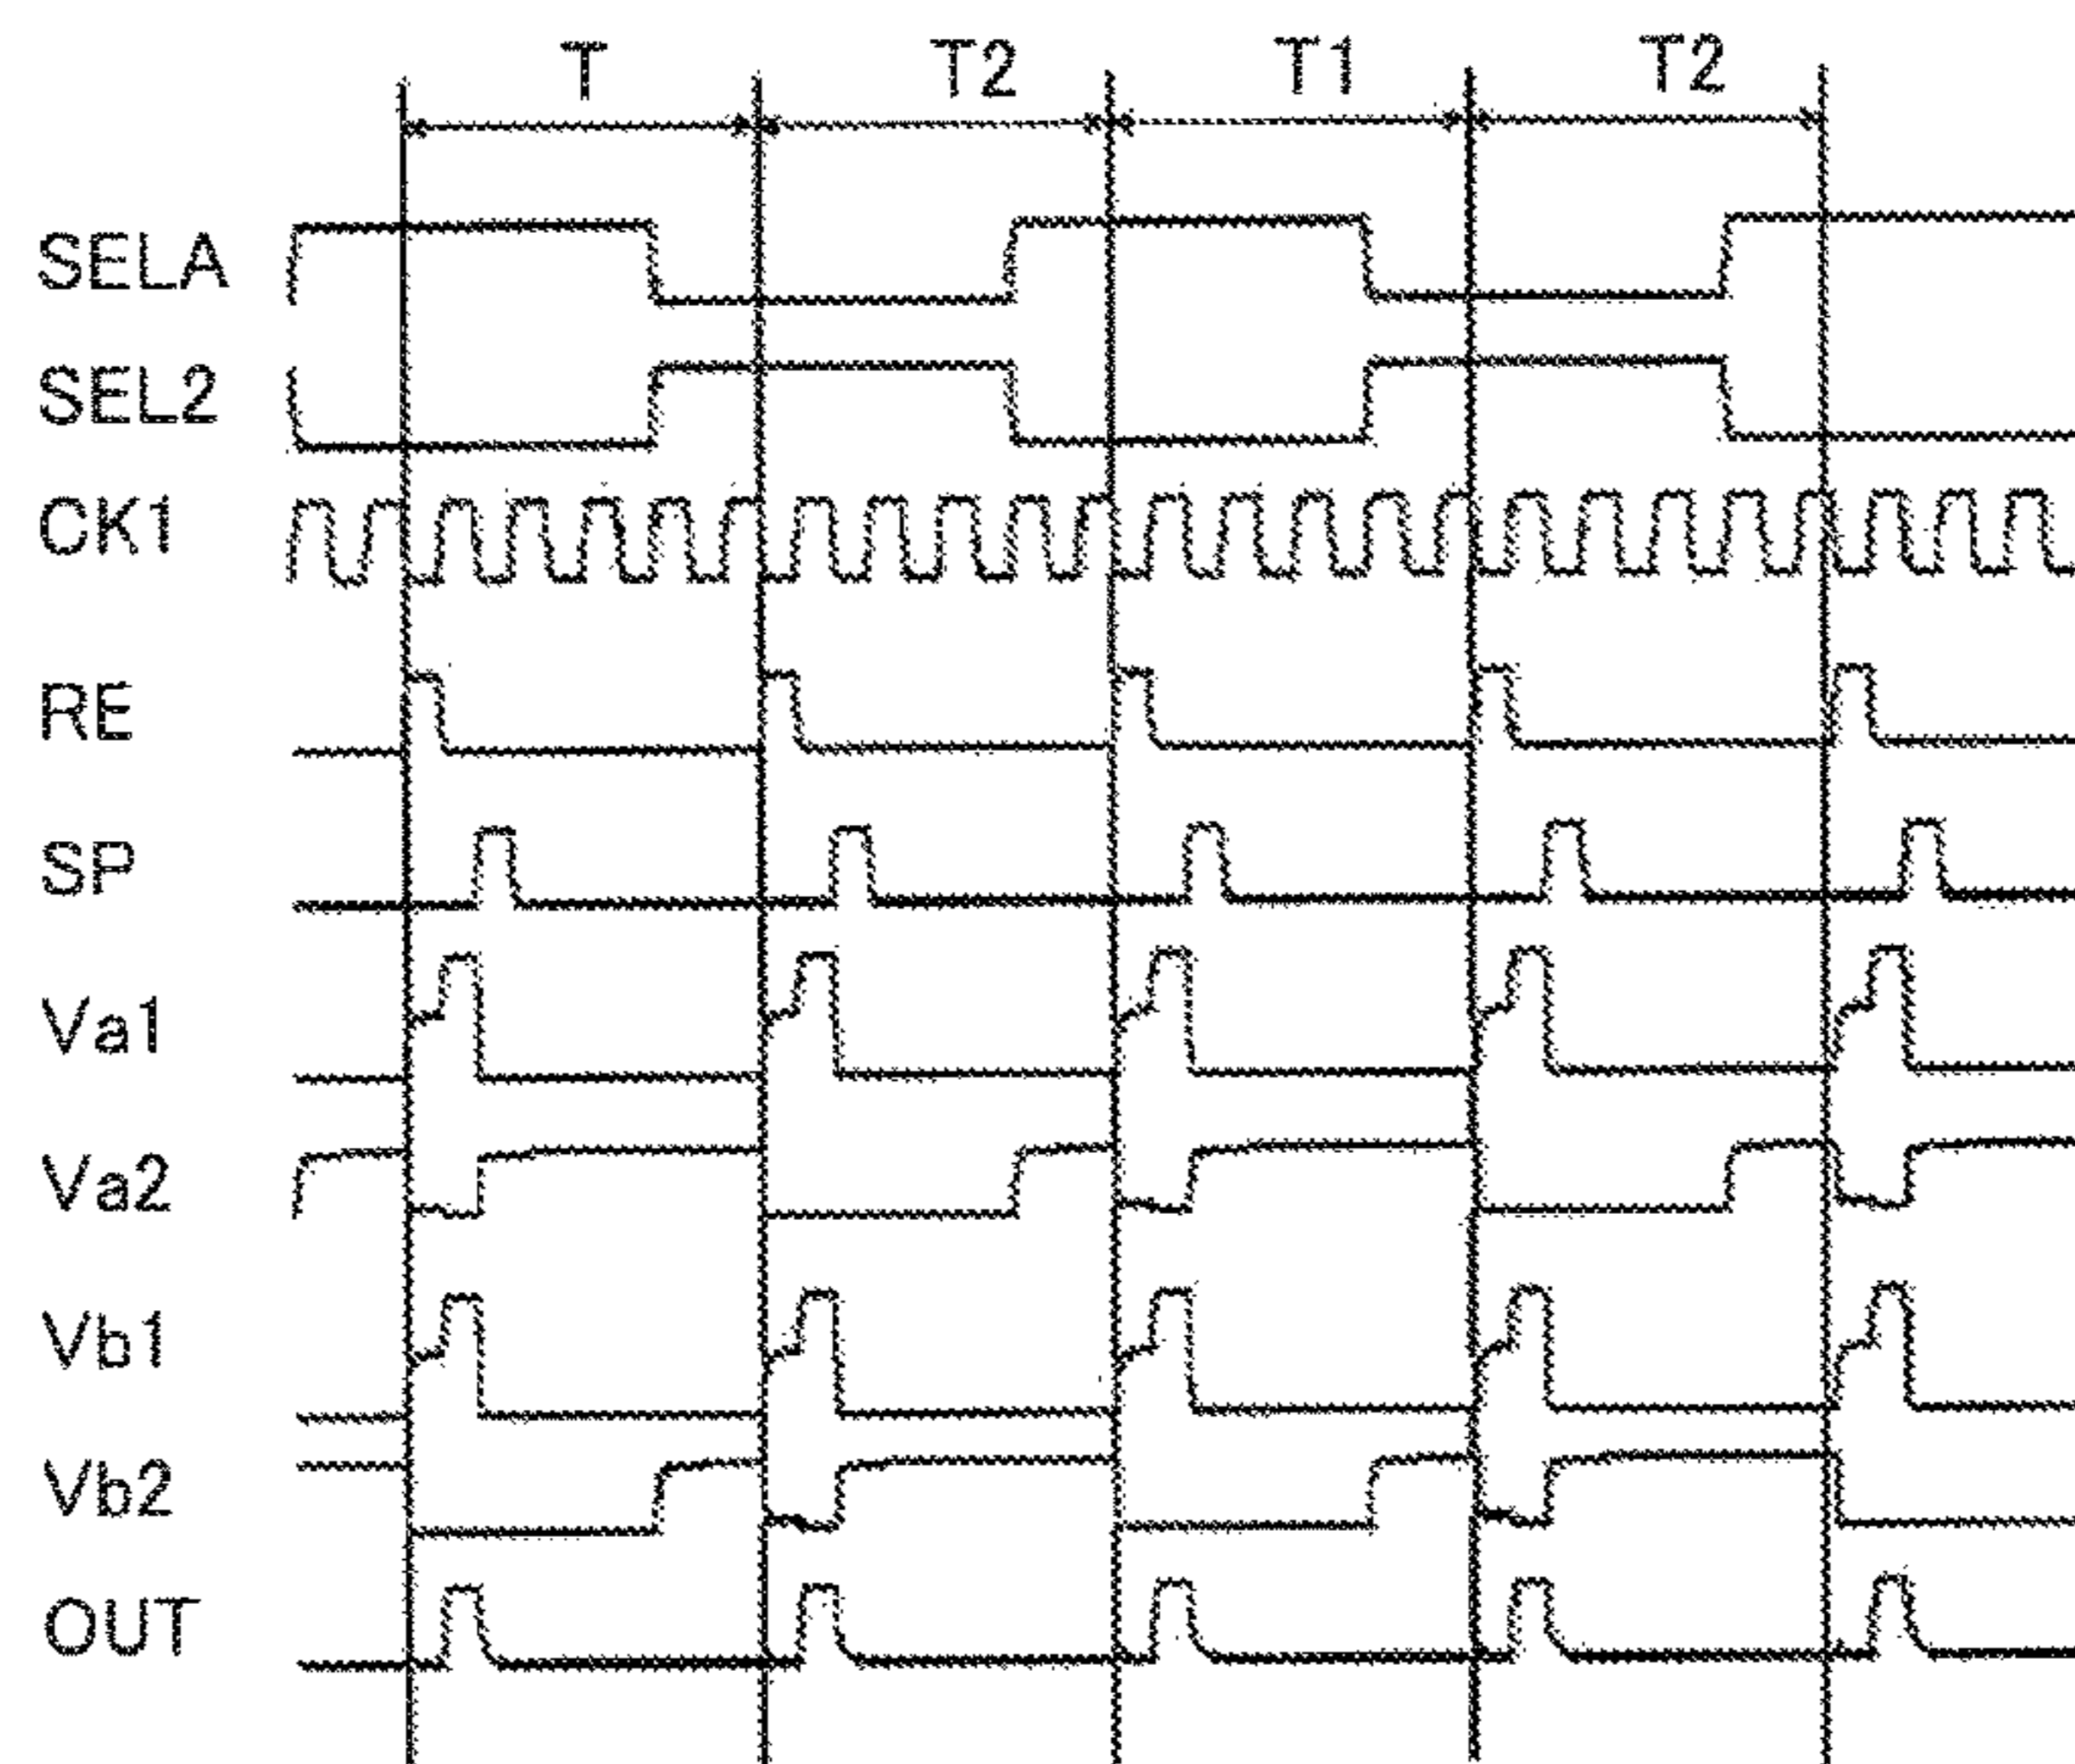 T T2 T1 T2
SELA
SEL2
CK1
RE
SP
Va1
Va2
Vb1
Vb2
OUT